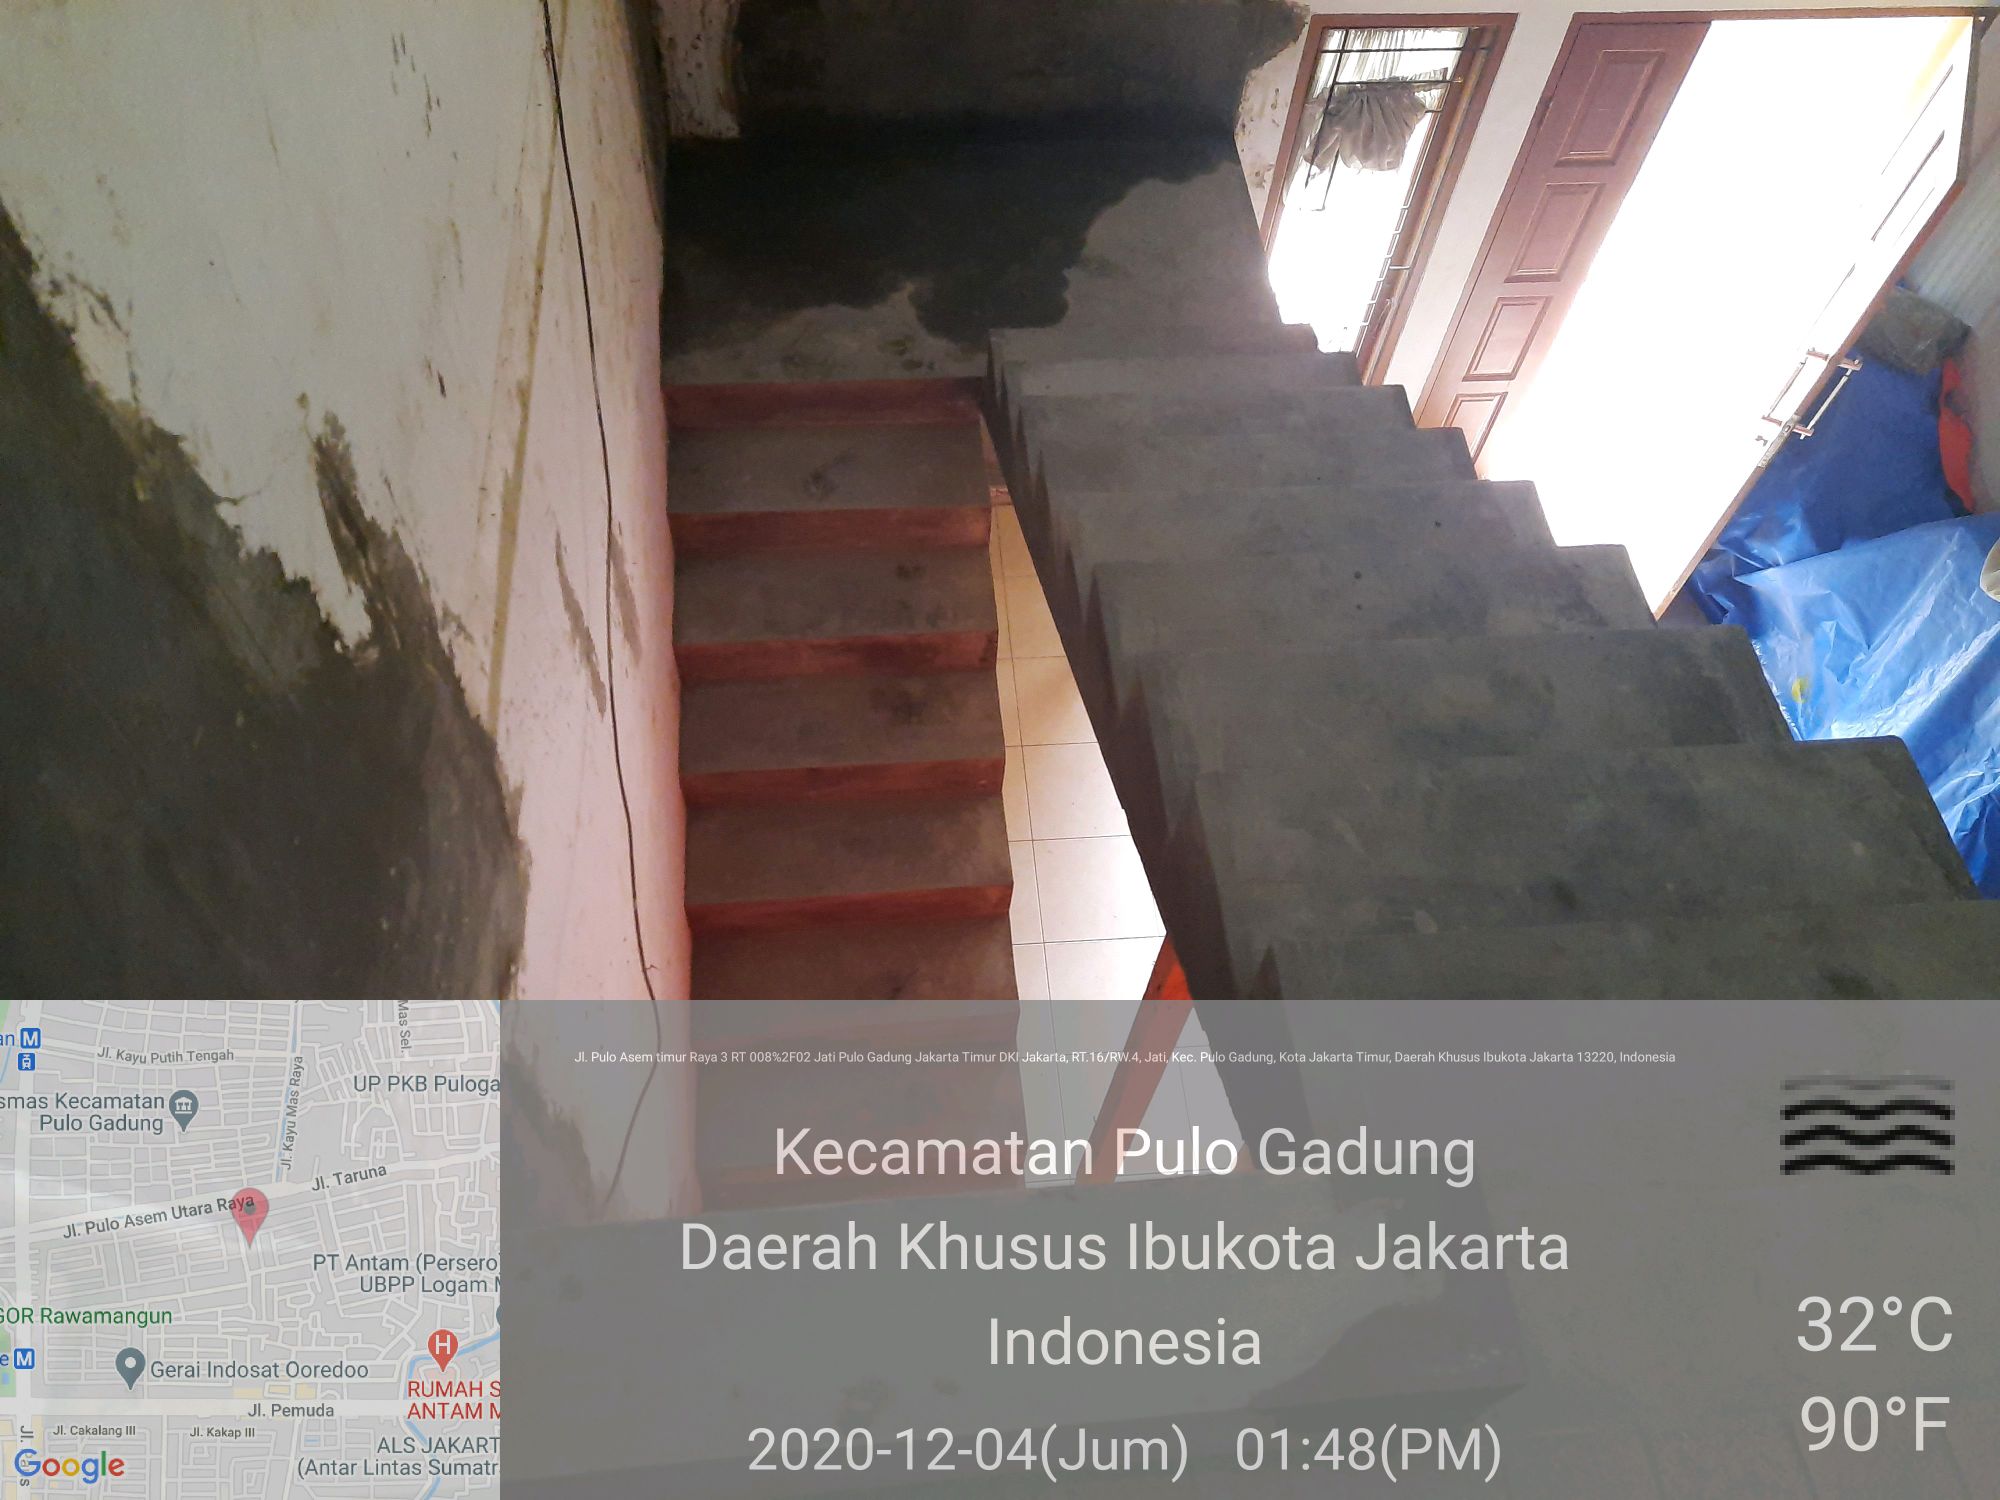 Jl. Pulo Asem timur Raya 3 RT 008%2F02 Jati Pulo Gadung Jakarta Timur DKI Jakarta, RT.16/RW.4, Jati, Kec. Pulo Gadung, Kota Jakarta Timur, Daerah Khusus Ibukota Jakarta 13220, Indonesia
Kecamatan Pulo Gadung
Daerah Khusus Ibukota Jakarta
Indonesia
2020-12-04(Jum) 01:48(PM)
32°C
90°F
an M
Mas Sel.
Jl. Kayu Putih Tengah
Jl. Kayu Mas Raya
UP PKB Puloga
smas Kecamatan
Pulo Gadung
Jl. Taruna
Jl. Pulo Asem Utara Raya
PT Antam (Persero)
UBPP Logam M
GOR Rawamangun
H
e M
Gerai Indosat Ooredoo
RUMAH S
ANTAM M
Jl. Pemuda
Jl. Cakalang III
Jl. Kakap III
ALS JAKART
(Antar Lintas Sumatr
Google